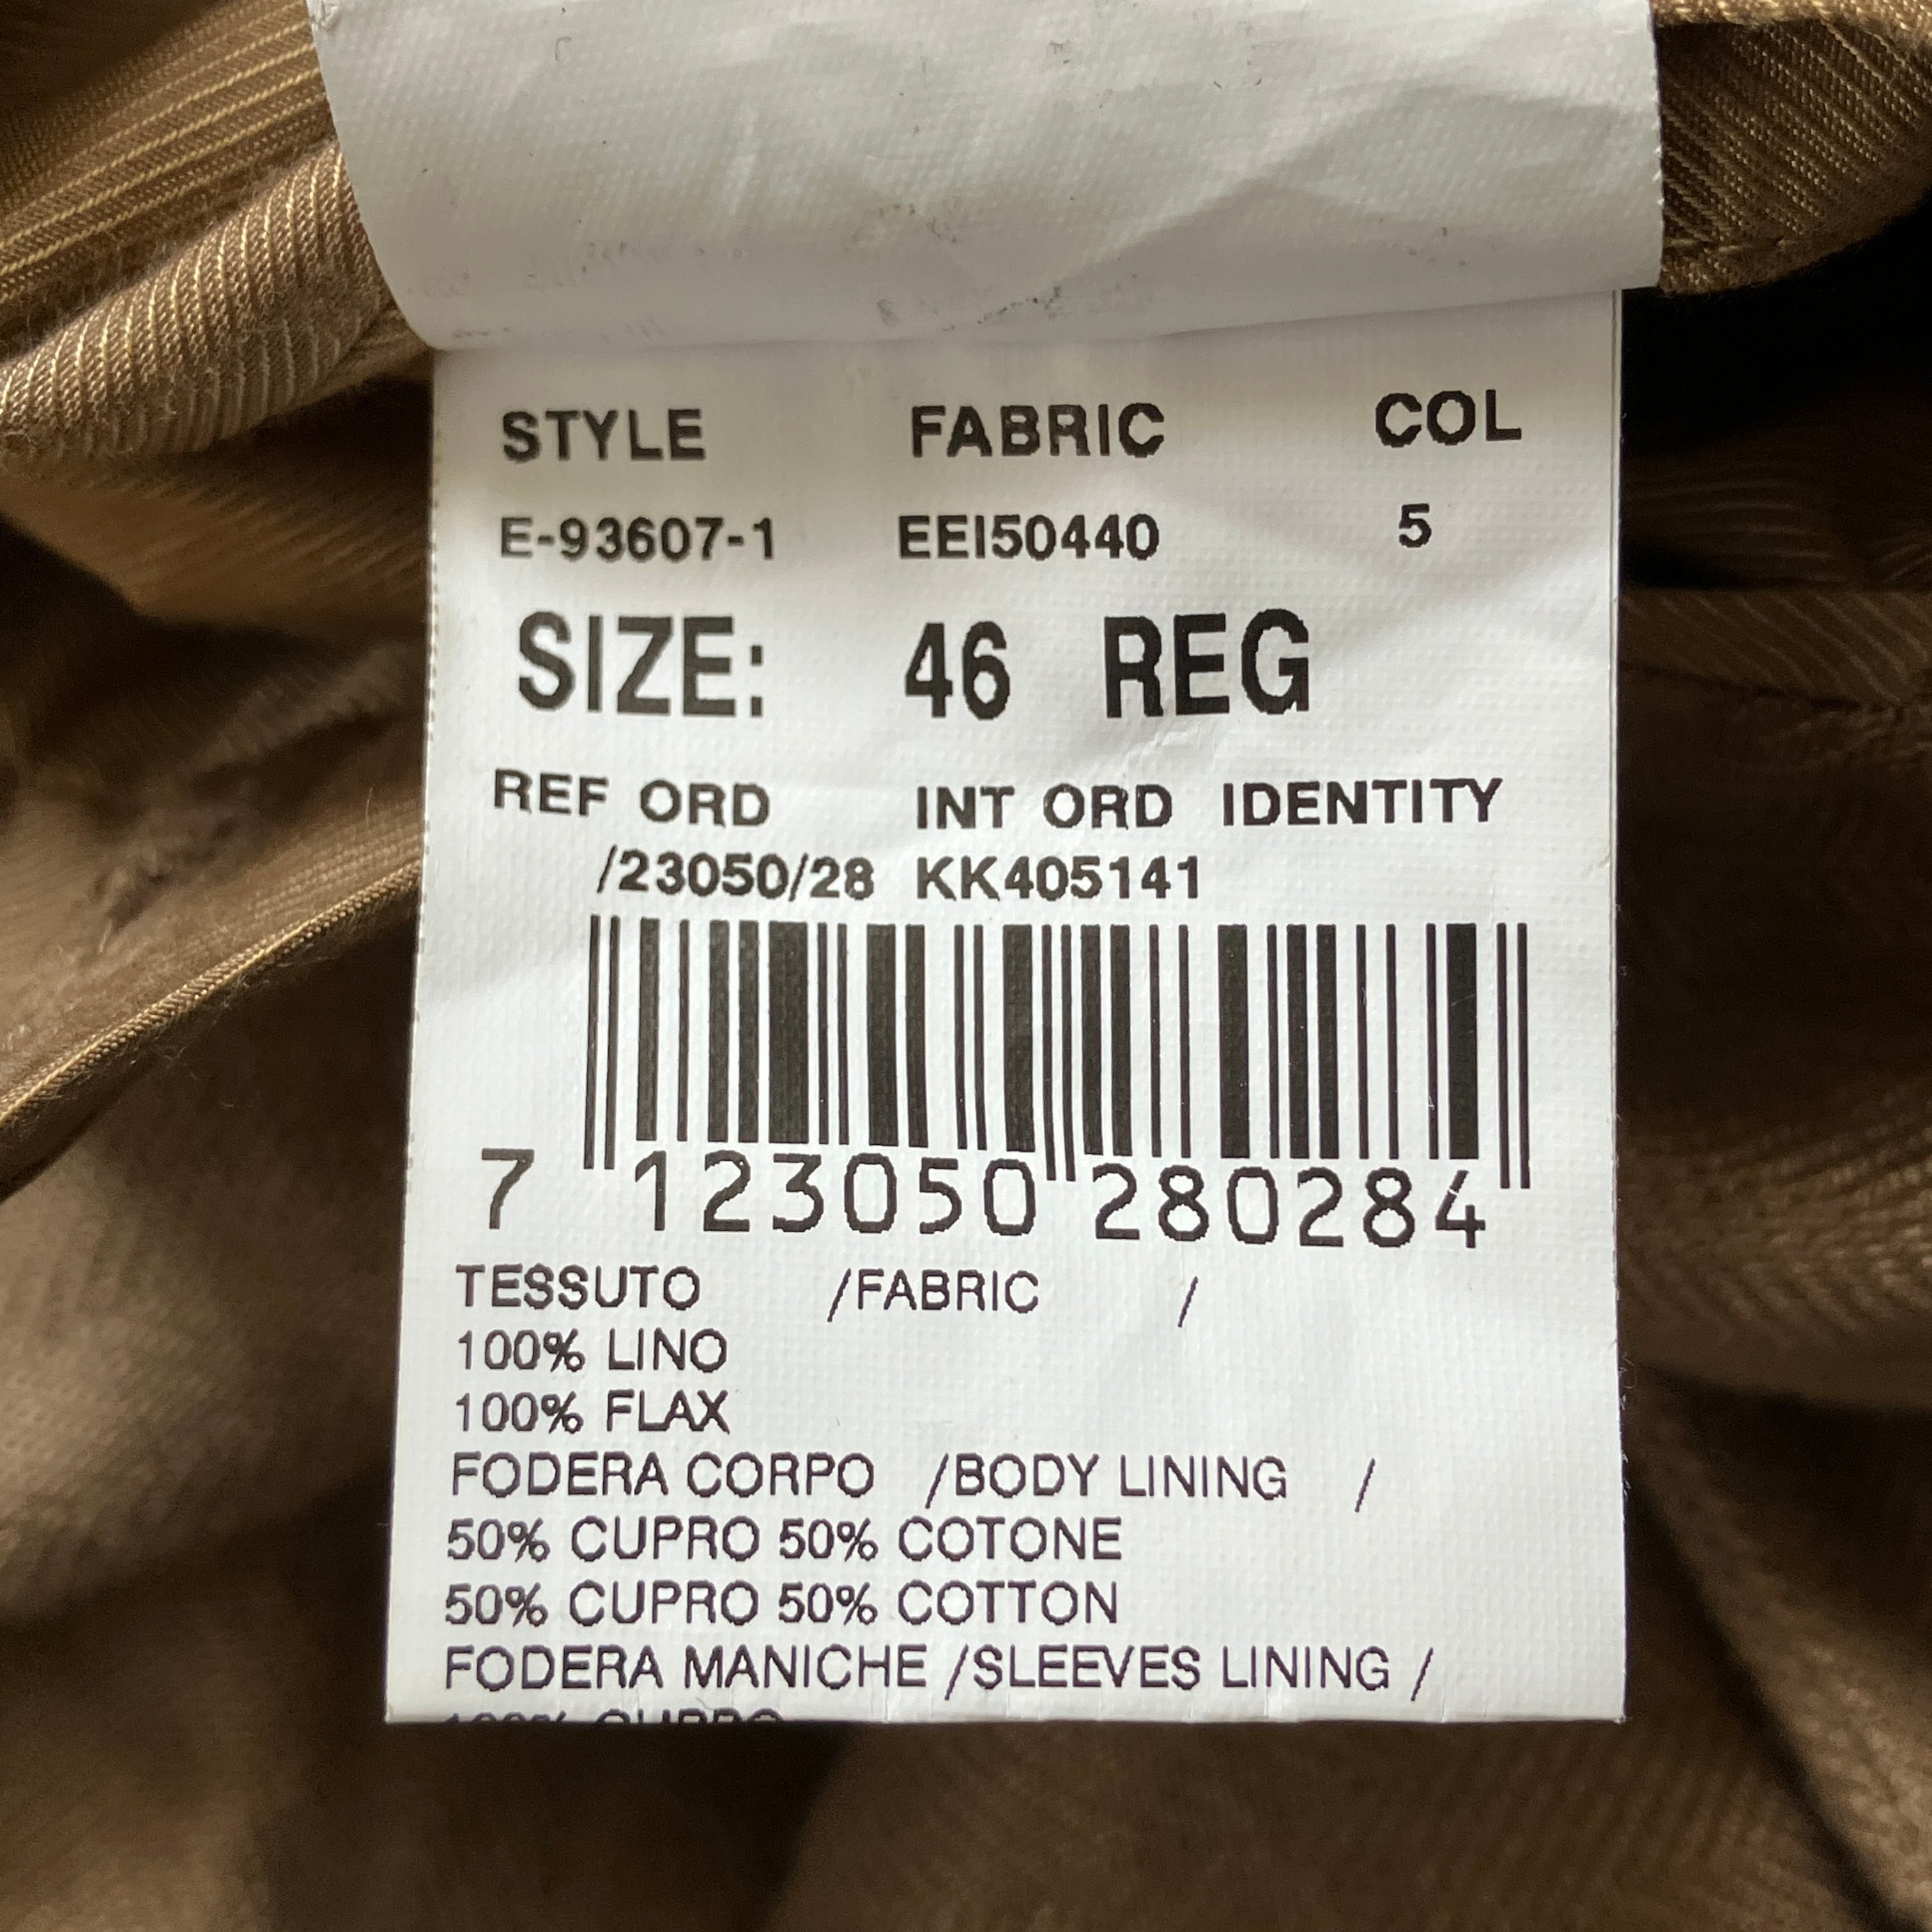 STYLE FABRIC COL
E-93607-1 EEI50440 5
SIZE: 46 REG
REF ORD INT ORD IDENTITY
/23050/28 KK405141
7 123050 280284
TESSUTO /FABRIC /
100% LINO
100% FLAX
FODERA CORPO /BODY LINING /
50% CUPRO 50% COTONE
50% CUPRO 50% COTTON
FODERA MANICHE /SLEEVES LINING /
100% CUPRO